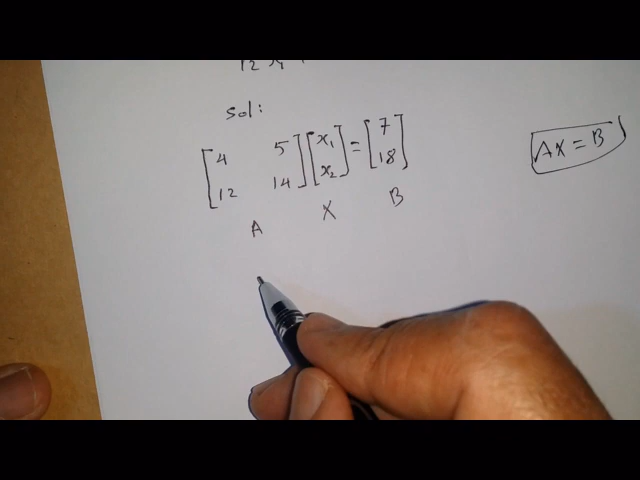 sol:
[4 5 [x₁ = [7
12 14] x₂] 18]
A X B
AX = B